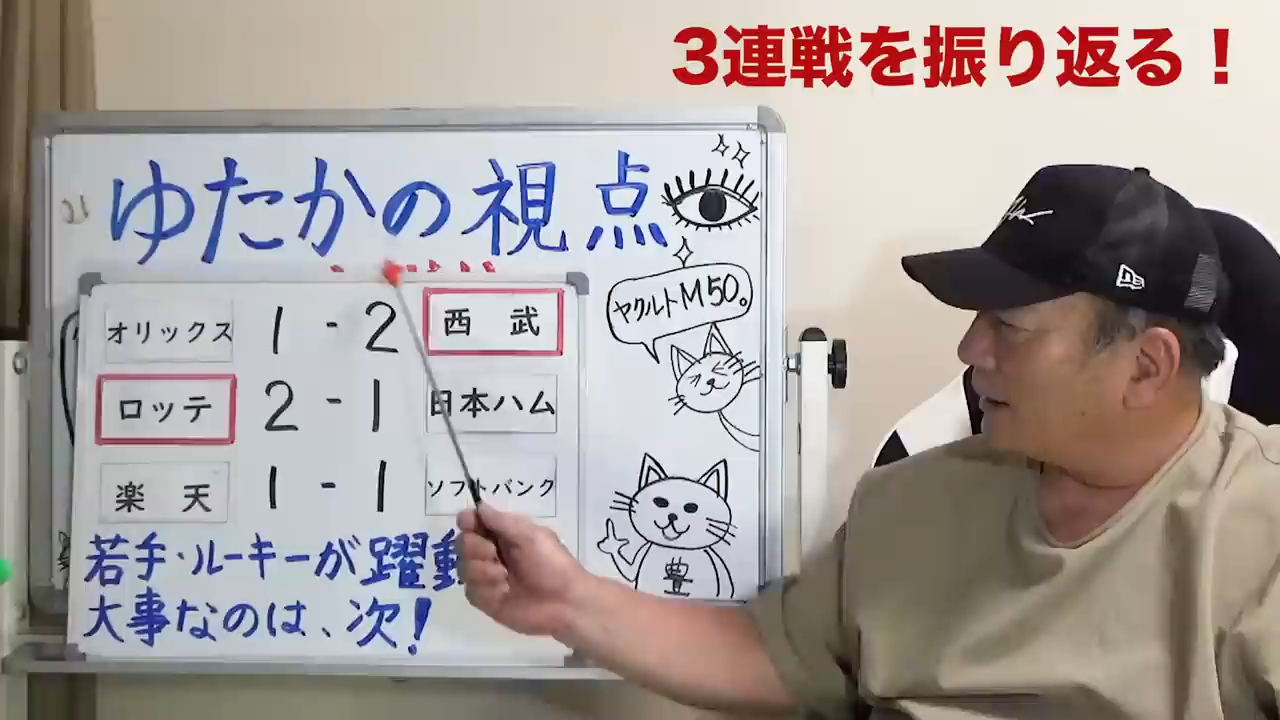 3連戦を振り返る！
ゆたかの視点
ヤクルトM50。
オリックス 1 - 2 西 武
ロッテ 2 - 1 日本ハム
楽 天 1 - 1 ソフトバンク
若手・ルーキーが躍動
大事なのは、次！
豊